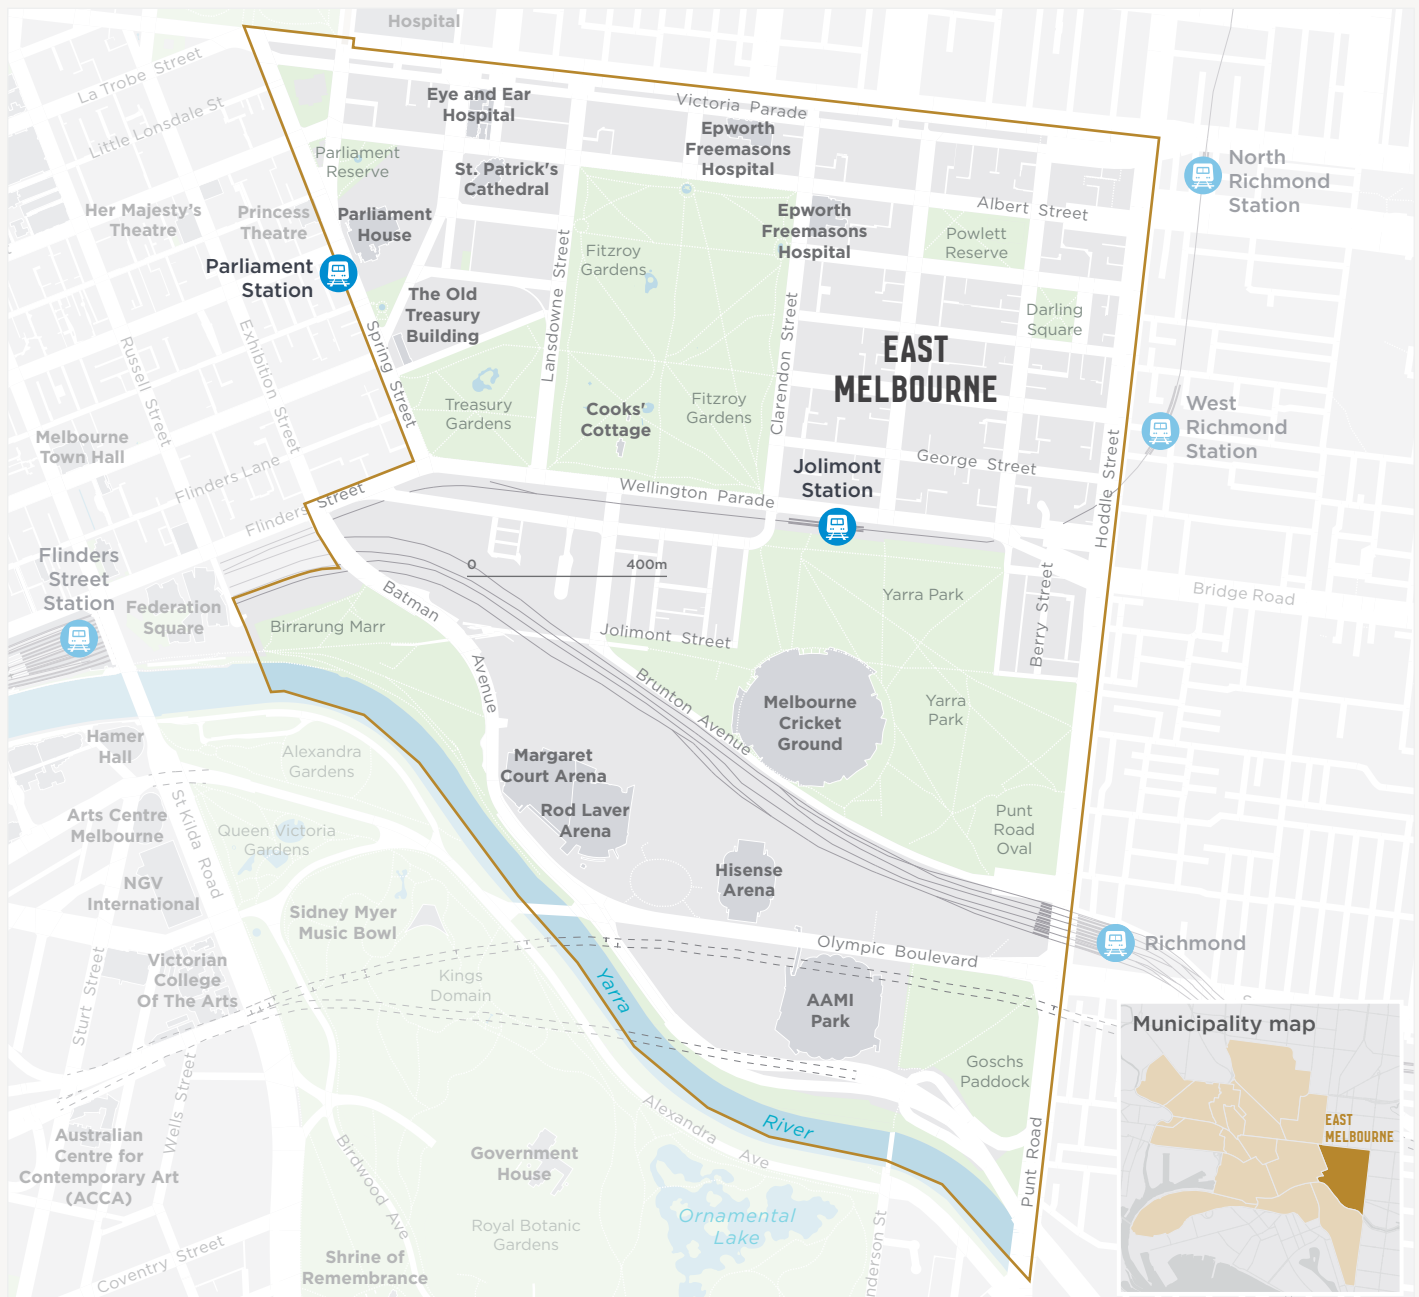 Hospital
La Trobe Street
Little Lonsdale St
Eye and Ear
Hospital
Victoria Parade
Epworth
Freemasons
Hospital
North
Richmond
Station
Parliament
Reserve
St. Patrick's
Cathedral
Her Majesty's
Theatre
Princess
Theatre
Parliament
House
Epworth
Freemasons
Hospital
Albert Street
Powlett
Reserve
Parliament
Station
Fitzroy
Gardens
Lansdowne Street
The Old
Treasury
Building
Darling
Square
Clarendon Street
Spring Street
Exhibition Street
Russell Street
EAST
MELBOURNE
Treasury
Gardens
Cooks'
Cottage
Fitzroy
Gardens
West
Richmond
Station
Melbourne
Town Hall
Flinders Lane
Flinders Street
George Street
Jolimont
Station
Wellington Parade
Hoddle Street
Flinders
Street
Station
Federation
Square
0
400m
Batman
Avenue
Birrarung Marr
Jolimont Street
Yarra Park
Berry Street
Bridge Road
Brunton Avenue
Melbourne
Cricket
Ground
Yarra
Park
Hamer
Hall
Alexandra
Gardens
Margaret
Court Arena
Rod Laver
Arena
St Kilda Road
Arts Centre
Melbourne
Queen Victoria
Gardens
Punt
Road
Oval
NGV
International
Hisense
Arena
Sidney Myer
Music Bowl
Olympic Boulevard
Richmond
Sturt Street
Victorian
College
Of The Arts
Kings
Domain
Yarra
AAMI
Park
Goschs
Paddock
Municipality map
EAST
MELBOURNE
Wells Street
Alexandra
Ave
River
Punt Road
Australian
Centre for
Contemporary Art
(ACCA)
Birdwood Ave
Government
House
Royal Botanic
Gardens
Ornamental
Lake
nderson St
Coventry Street
Shrine of
Remembrance